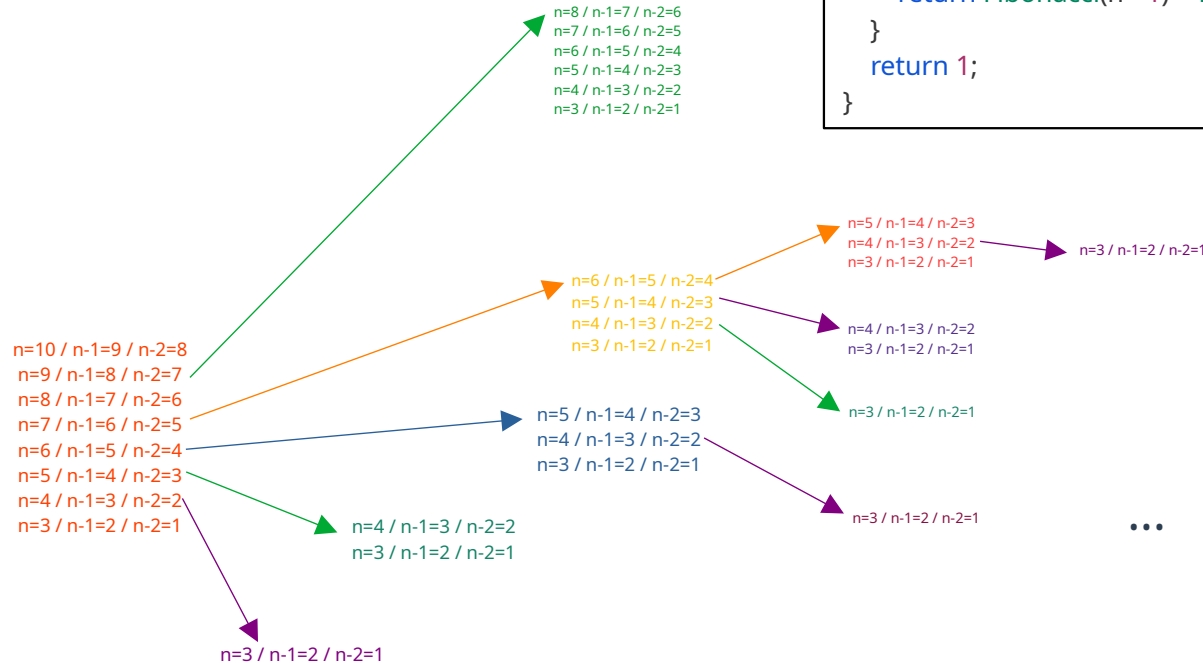 n=8 / n-1=7 / n-2=6
n=7 / n-1=6 / n-2=5
n=6 / n-1=5 / n-2=4
n=5 / n-1=4 / n-2=3
n=4 / n-1=3 / n-2=2
n=3 / n-1=2 / n-2=1
}
return 1;
}
n=5 / n-1=4 / n-2=3
n=4 / n-1=3 / n-2=2
n=3 / n-1=2 / n-2=1
n=3 / n-1=2 / n-2=1
n=6 / n-1=5 / n-2=4
n=5 / n-1=4 / n-2=3
n=4 / n-1=3 / n-2=2
n=3 / n-1=2 / n-2=1
n=4 / n-1=3 / n-2=2
n=3 / n-1=2 / n-2=1
n=3 / n-1=2 / n-2=1
n=10 / n-1=9 / n-2=8
n=9 / n-1=8 / n-2=7
n=8 / n-1=7 / n-2=6
n=7 / n-1=6 / n-2=5
n=6 / n-1=5 / n-2=4
n=5 / n-1=4 / n-2=3
n=4 / n-1=3 / n-2=2
n=3 / n-1=2 / n-2=1
n=5 / n-1=4 / n-2=3
n=4 / n-1=3 / n-2=2
n=3 / n-1=2 / n-2=1
n=3 / n-1=2 / n-2=1
...
n=4 / n-1=3 / n-2=2
n=3 / n-1=2 / n-2=1
n=3 / n-1=2 / n-2=1